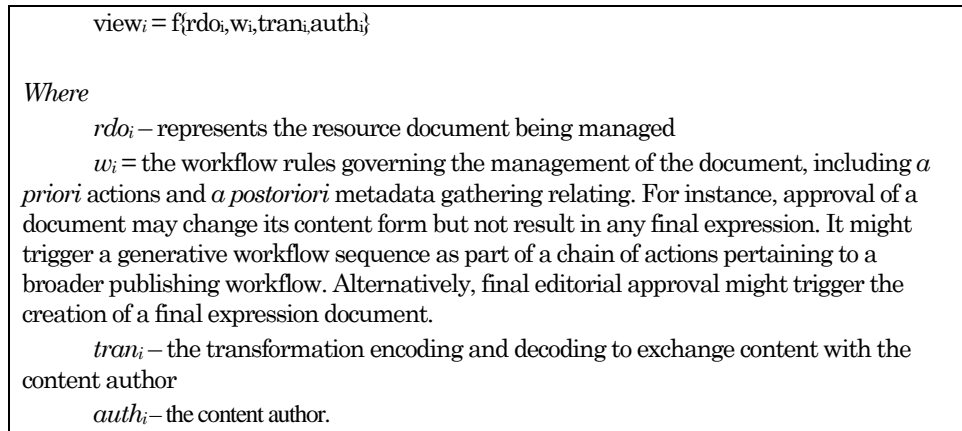 viewᵢ = f{rdoᵢ,wᵢ,tranᵢ,authᵢ}
Where
rdoᵢ – represents the resource document being managed
wᵢ = the workflow rules governing the management of the document, including a
priori actions and a postoriori metadata gathering relating. For instance, approval of a
document may change its content form but not result in any final expression. It might
trigger a generative workflow sequence as part of a chain of actions pertaining to a
broader publishing workflow. Alternatively, final editorial approval might trigger the
creation of a final expression document.
tranᵢ – the transformation encoding and decoding to exchange content with the
content author
authᵢ – the content author.